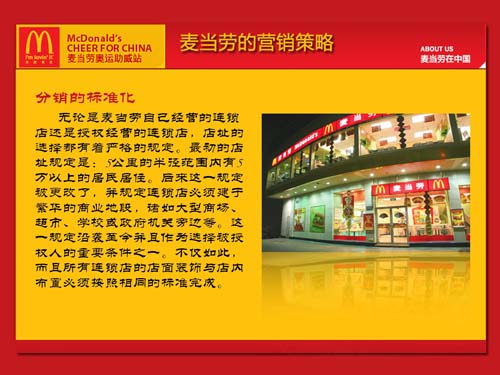 McDonald's
CHEER FOR CHINA
麦当劳奥运助威站
i'm lovin' it
麦当劳的营销策略
ABOUT US
麦当劳在中国
分销的标准化
无论是麦当劳自己经营的连锁
店还是授权经营的连锁店，店址的
选择都有着严格的规定。最初的店
址规定是：5公里的半径范围内有5
万以上的居民居住。后来这一规定
被更改了，并规定连锁店必须建于
繁华的商业地段，诸如大型商场、
超市、学校或政府机关旁边等。这
一规定沿袭至今并且作为选择被授
权人的重要条件之一。不仅如此，
而且所有连锁店的店面装饰与店内
布置必须按照相同的标准完成。
麦当劳 McDonald's
麦当劳